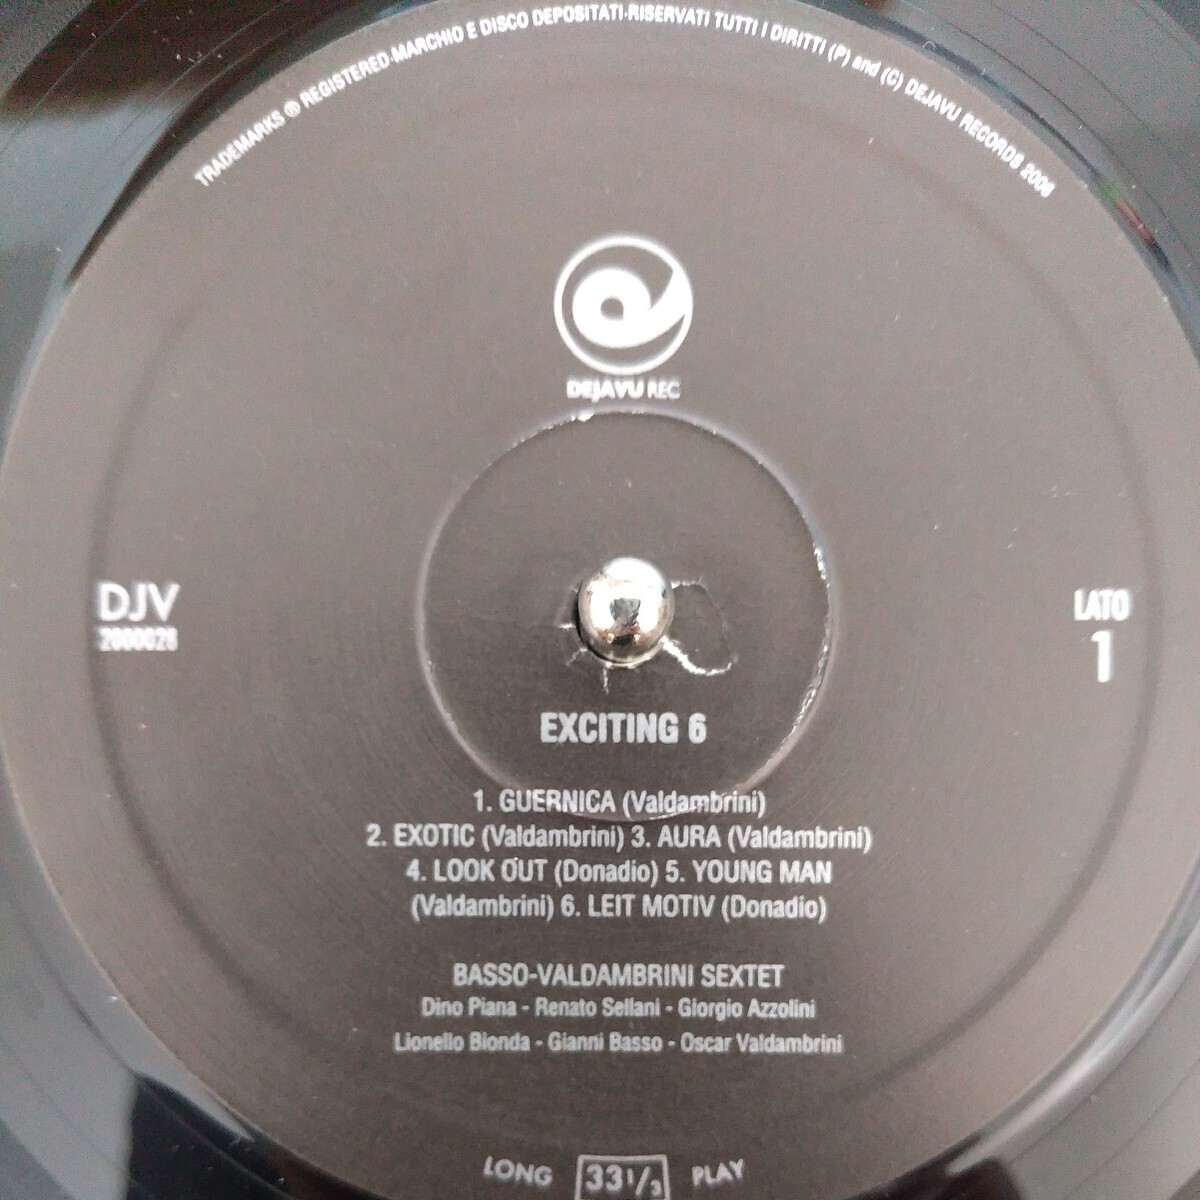 TRADEMARKS ® REGISTERED-MARCHIO E DISCO DEPOSITATI-RISERVATI TUTTI I DIRITTI (P) and (C) DEJAVU RECORDS 2006
DEJAVU REC
DJV
2000028
LATO
1
EXCITING 6
1. GUERNICA (Valdambrini)
2. EXOTIC (Valdambrini) 3. AURA (Valdambrini)
4. LOOK OUT (Donadio) 5. YOUNG MAN
(Valdambrini) 6. LEIT MOTIV (Donadio)
BASSO-VALDAMBRINI SEXTET
Dino Piana - Renato Sellani - Giorgio Azzolini
Lionello Bionda - Gianni Basso - Oscar Valdambrini
LONG 33 1/3 PLAY